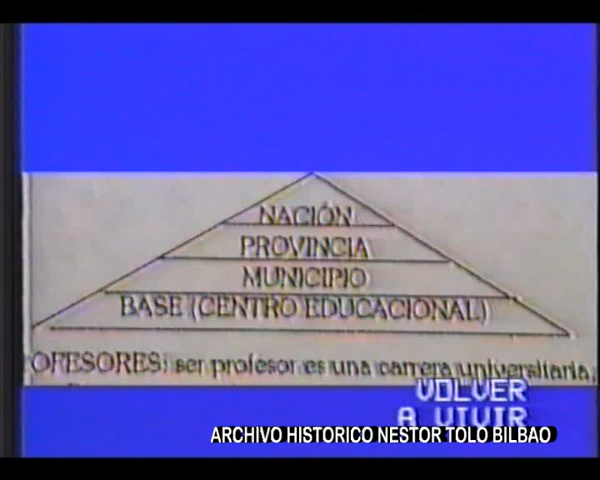 NACIÓN
PROVINCIA
MUNICIPIO
BASE (CENTRO EDUCACIONAL)
OFESORES: ser profesor es una carrera universitaria,
VOLVER
A VIVIR
ARCHIVO HISTORICO NESTOR TOLO BILBAO